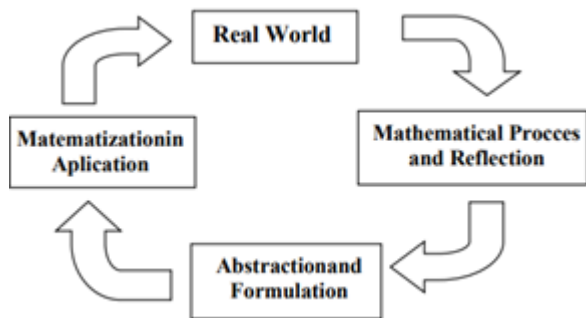 Real World
Mathematical Procces
and Reflection
Abstractionand
Formulation
Matematizationin
Aplication